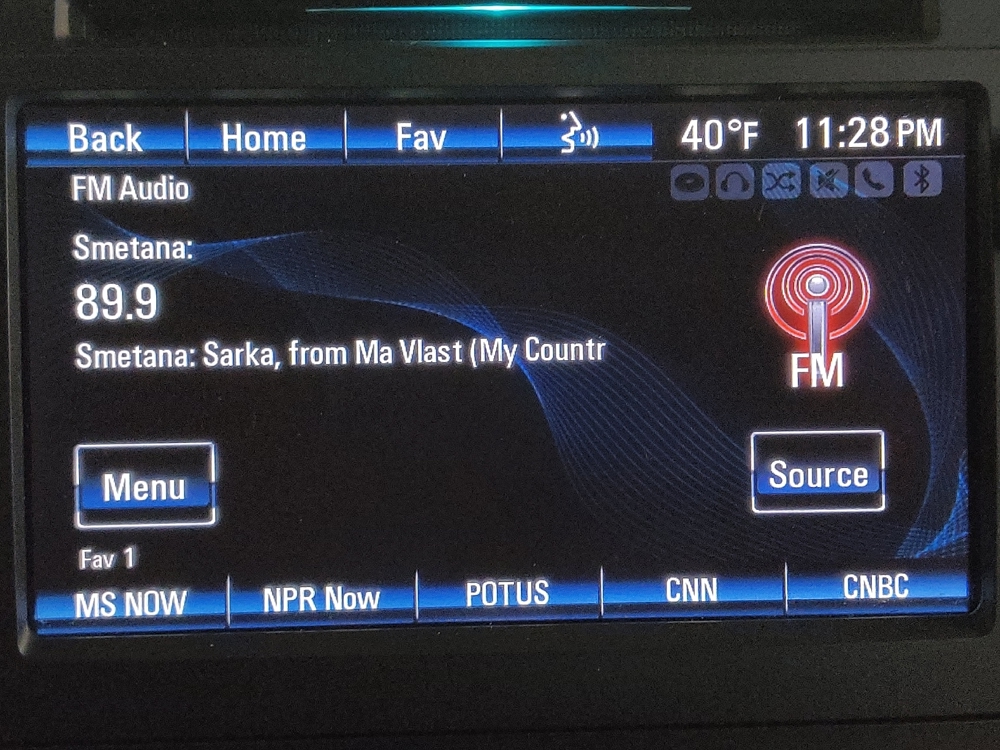 Back Home Fav 40°F 11:28 PM
FM Audio
Smetana:
89.9
Smetana: Sarka, from Ma Vlast (My Countr
FM
Menu
Source
Fav 1
MS NOW NPR Now POTUS CNN CNBC